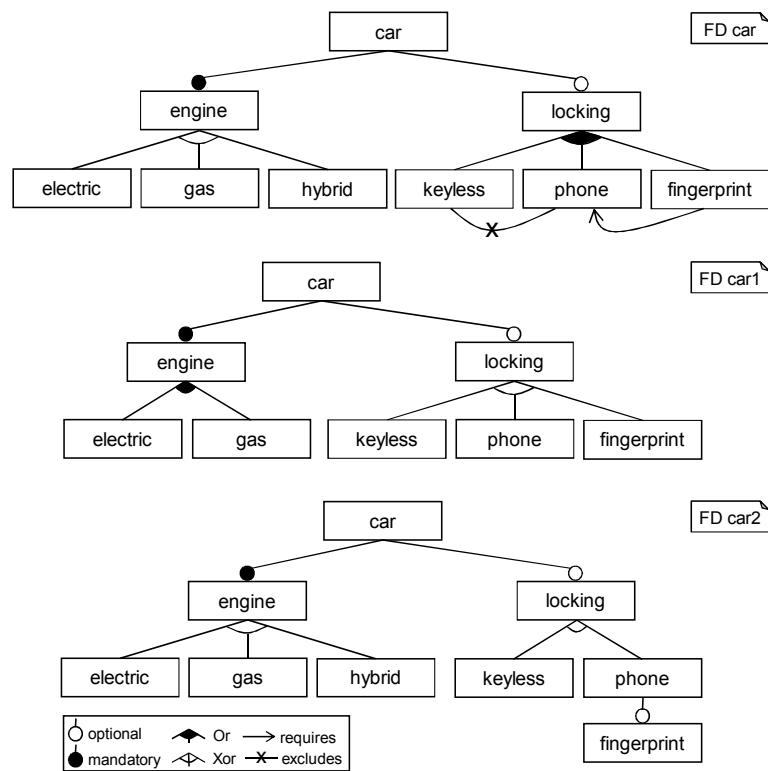 car
FD car
engine
locking
electric
gas
hybrid
keyless
phone
fingerprint
X
car
FD car1
engine
locking
electric
gas
keyless
phone
fingerprint
car
FD car2
engine
locking
electric
gas
hybrid
keyless
phone
fingerprint
optional Or requires
mandatory Xor X excludes